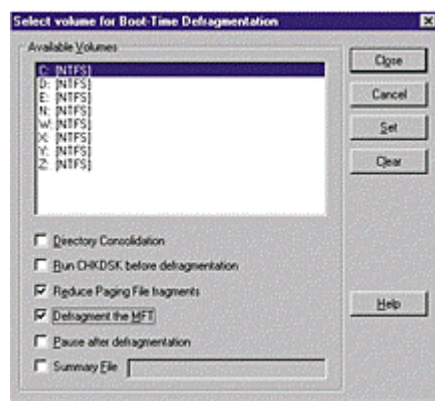 Select volume for Boot-Time Defragmentation
Available Volumes
C: [NTFS]
D: [NTFS]
E: [NTFS]
N: [NTFS]
W: [NTFS]
X: [NTFS]
Y: [NTFS]
Z: [NTFS]
Close
Cancel
Set
Clear
Directory Consolidation
Run CHKDSK before defragmentation
Reduce Paging File fragments
Defragment the MFT
Help
Pause after defragmentation
Summary File